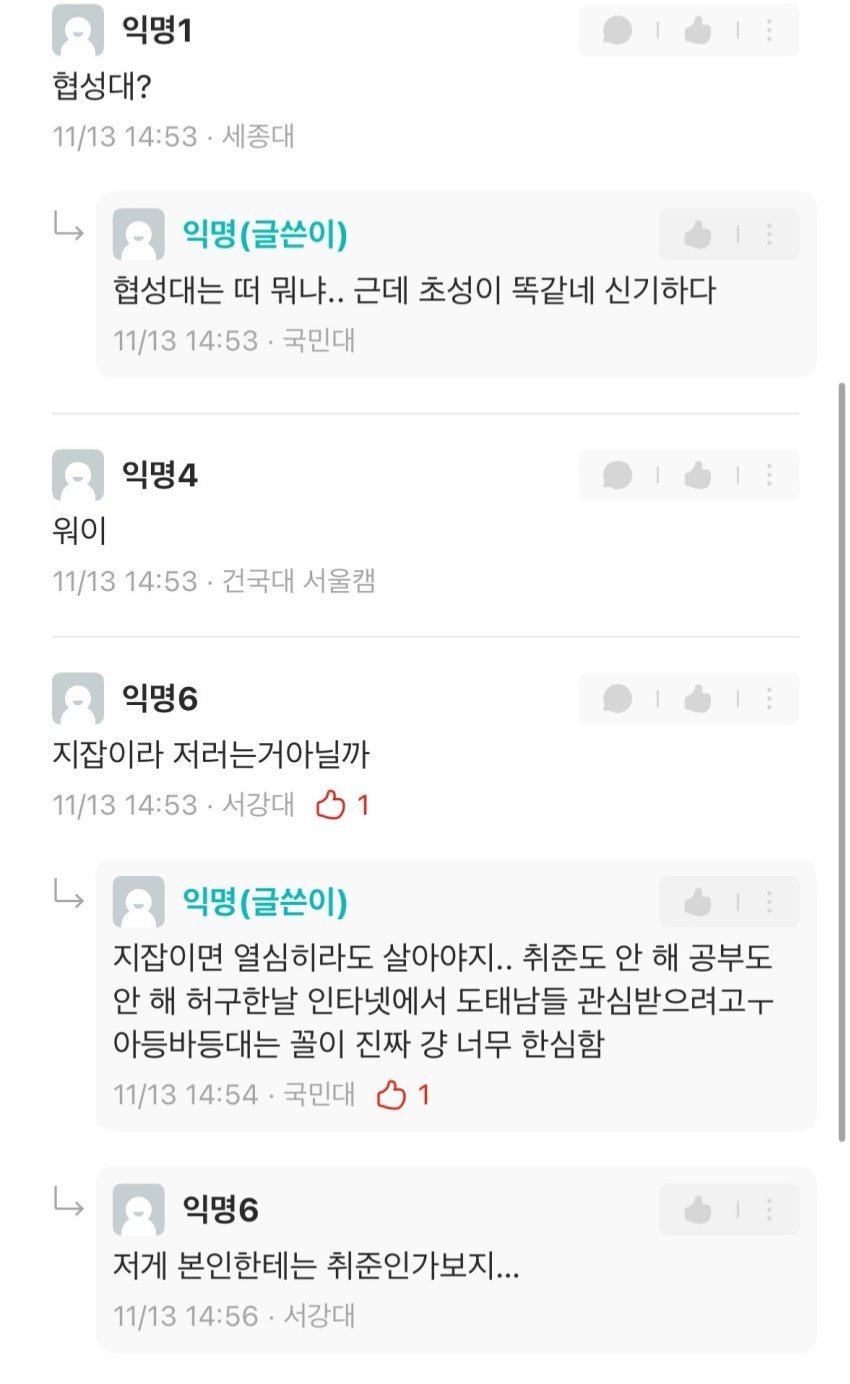 익명1
협성대?
11/13 14:53 · 세종대
익명(글쓴이)
협성대는 떠 뭐냐.. 근데 초성이 똑같네 신기하다
11/13 14:53 · 국민대
익명4
워이
11/13 14:53 · 건국대 서울캠
익명6
지잡이라 저러는거아닐까
11/13 14:53 · 서강대 1
익명(글쓴이)
지잡이면 열심히라도 살아야지.. 취준도 안 해 공부도
안 해 허구한날 인타넷에서 도태남들 관심받으려고ㅜ
아등바등대는 꼴이 진짜 걍 너무 한심함
11/13 14:54 · 국민대 1
익명6
저게 본인한테는 취준인가보지...
11/13 14:56 · 서강대